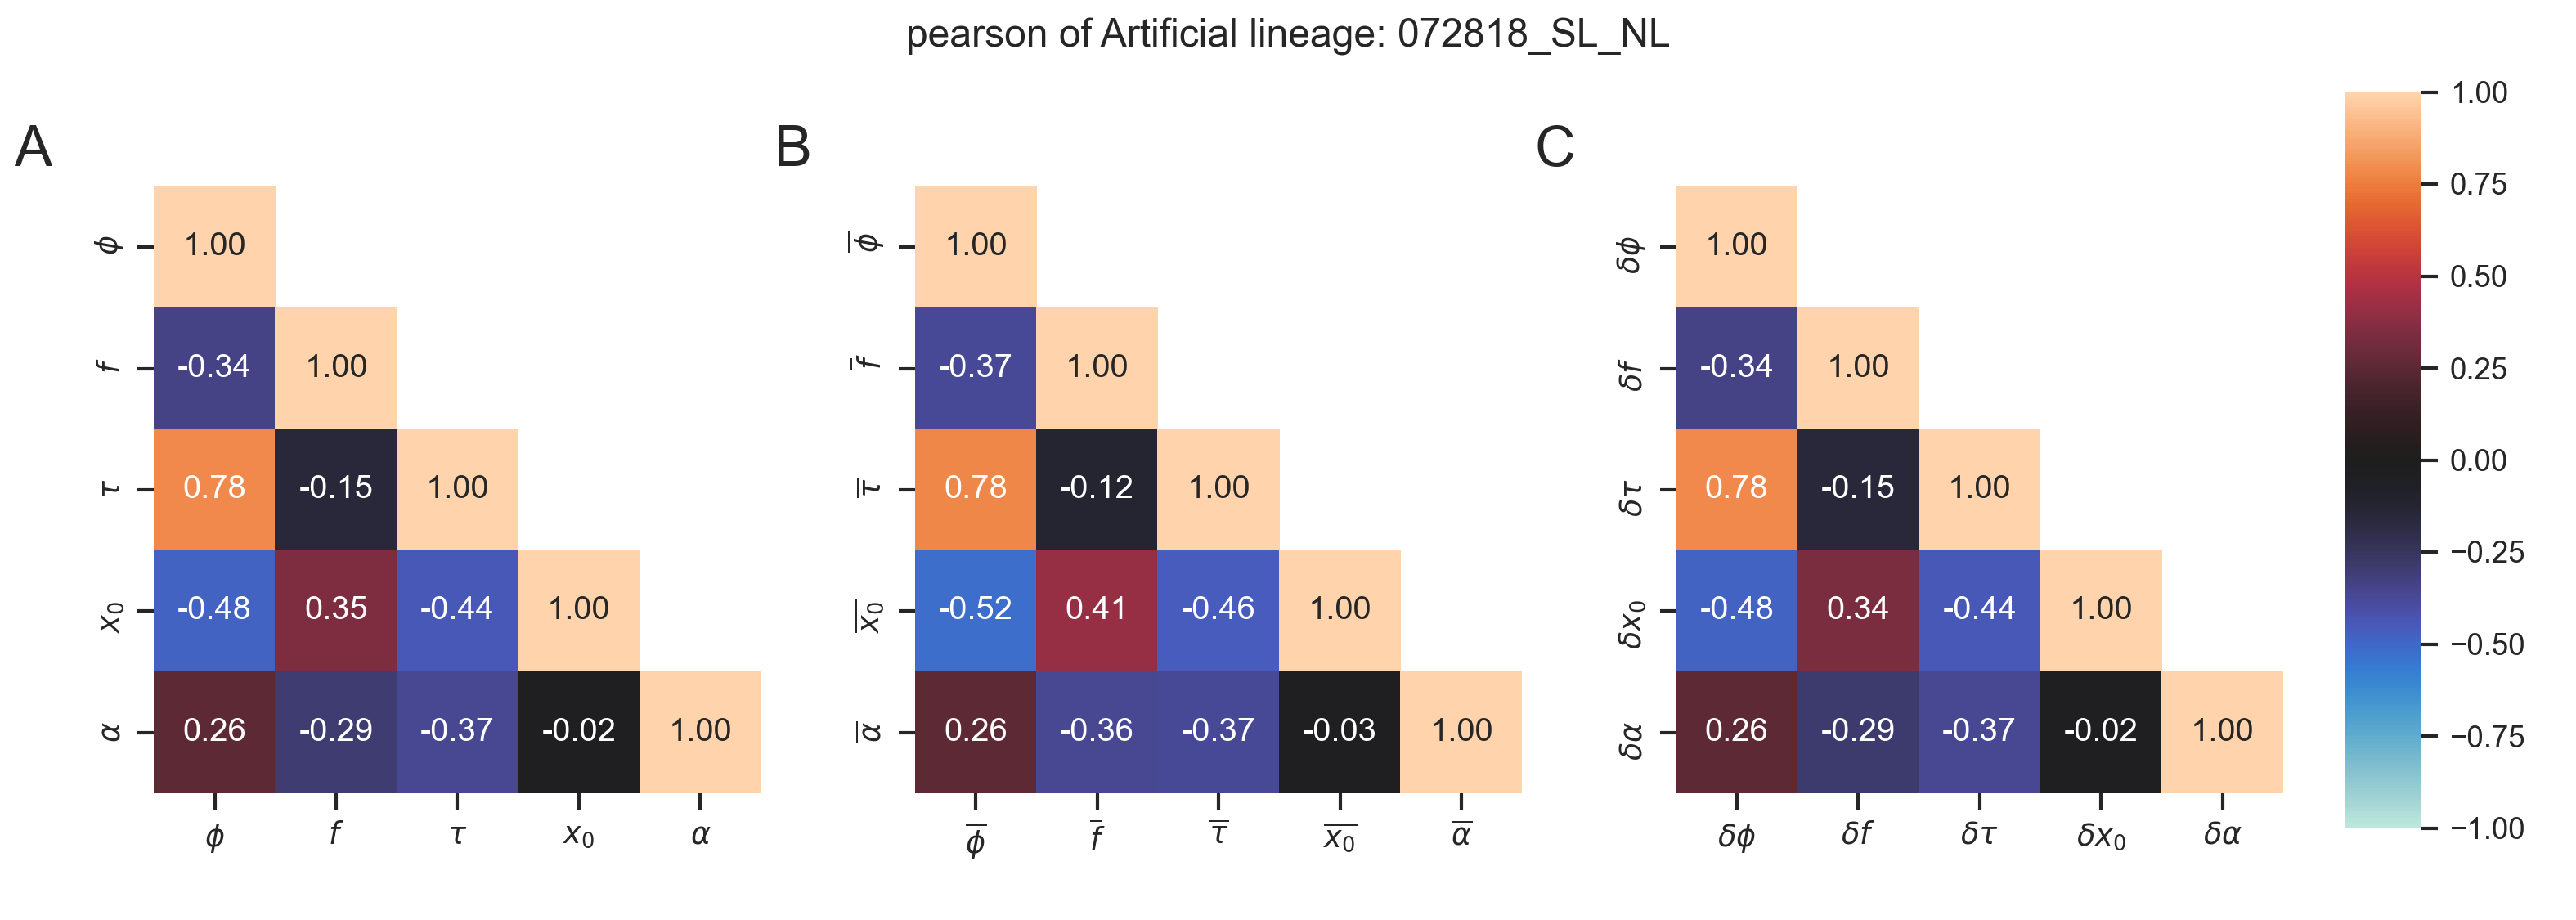 pearson of Artificial lineage: 072818_SL_NL
A
ϕ 1.00
f -0.34 1.00
τ 0.78 -0.15 1.00
x₀ -0.48 0.35 -0.44 1.00
α 0.26 -0.29 -0.37 -0.02 1.00
ϕ f τ x₀ α
B
ϕ̅ 1.00
f̅ -0.37 1.00
τ̅ 0.78 -0.12 1.00
x̅₀̅ -0.52 0.41 -0.46 1.00
α̅ 0.26 -0.36 -0.37 -0.03 1.00
ϕ̅ f̅ τ̅ x̅₀̅ α̅
C
δϕ 1.00
δf -0.34 1.00
δτ 0.78 -0.15 1.00
δx₀ -0.48 0.34 -0.44 1.00
δα 0.26 -0.29 -0.37 -0.02 1.00
δϕ δf δτ δx₀ δα
1.00
0.75
0.50
0.25
0.00
−0.25
−0.50
−0.75
−1.00